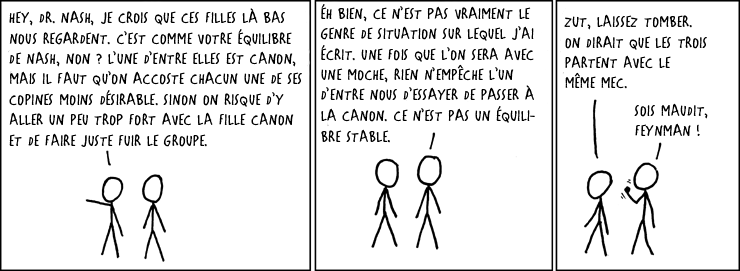 HEY, DR. NASH, JE CROIS QUE CES FILLES LÀ BAS
NOUS REGARDENT. C'EST COMME VOTRE ÉQUILIBRE
DE NASH, NON ? L'UNE D'ENTRE ELLES EST CANON,
MAIS IL FAUT QU'ON ACCOSTE CHACUN UNE DE SES
COPINES MOINS DÉSIRABLE. SINON ON RISQUE D'Y
ALLER UN PEU TROP FORT AVEC LA FILLE CANON
ET DE FAIRE JUSTE FUIR LE GROUPE.
ÉH BIEN, CE N'EST PAS VRAIMENT LE
GENRE DE SITUATION SUR LEQUEL J'AI
ÉCRIT. UNE FOIS QUE L'ON SERA AVEC
UNE MOCHE, RIEN N'EMPÊCHE L'UN
D'ENTRE NOUS D'ESSAYER DE PASSER À
LA CANON. CE N'EST PAS UN ÉQUILI-
BRE STABLE.
ZUT, LAISSEZ TOMBER.
ON DIRAIT QUE LES TROIS
PARTENT AVEC LE
MÊME MEC.
SOIS MAUDIT,
FEYNMAN !